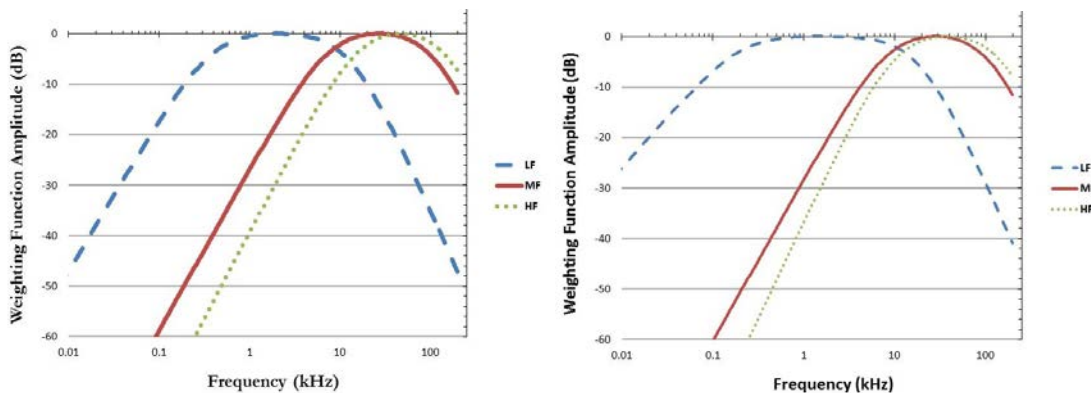 Weighting Function Amplitude (dB)
0
-10
-20
-30
-40
-50
-60
0.01 0.1 1 10 100
Frequency (kHz)
LF
MF
HF
Weighting Function Amplitude (dB)
0
-10
-20
-30
-40
-50
-60
0.01 0.1 1 10 100
Frequency (kHz)
LF
M
HF